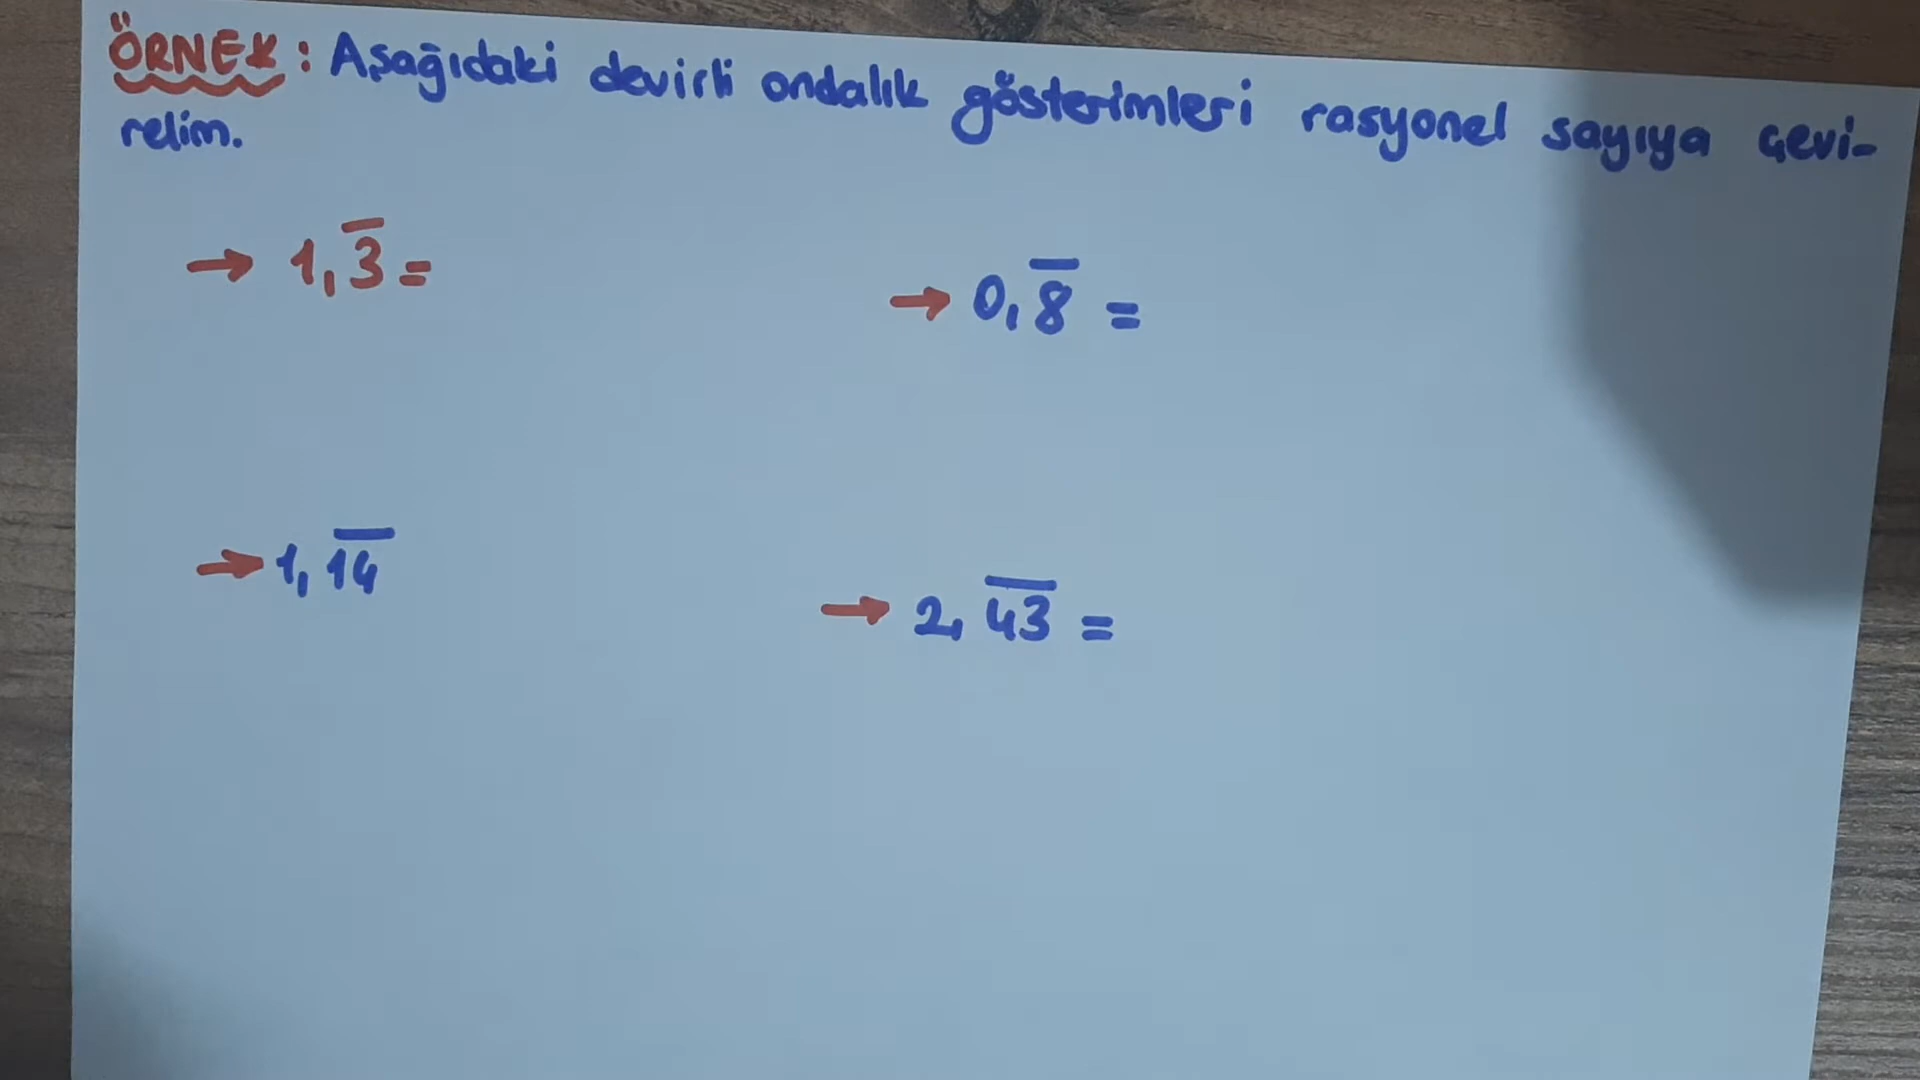 ÖRNEK: Aşağıdaki devirli ondalık gösterimleri rasyonel sayıya çevi-
relim.
→ 1,3̅ =
→ 0,8̅ =
→ 1,1̅4̅
→ 2,4̅3̅ =